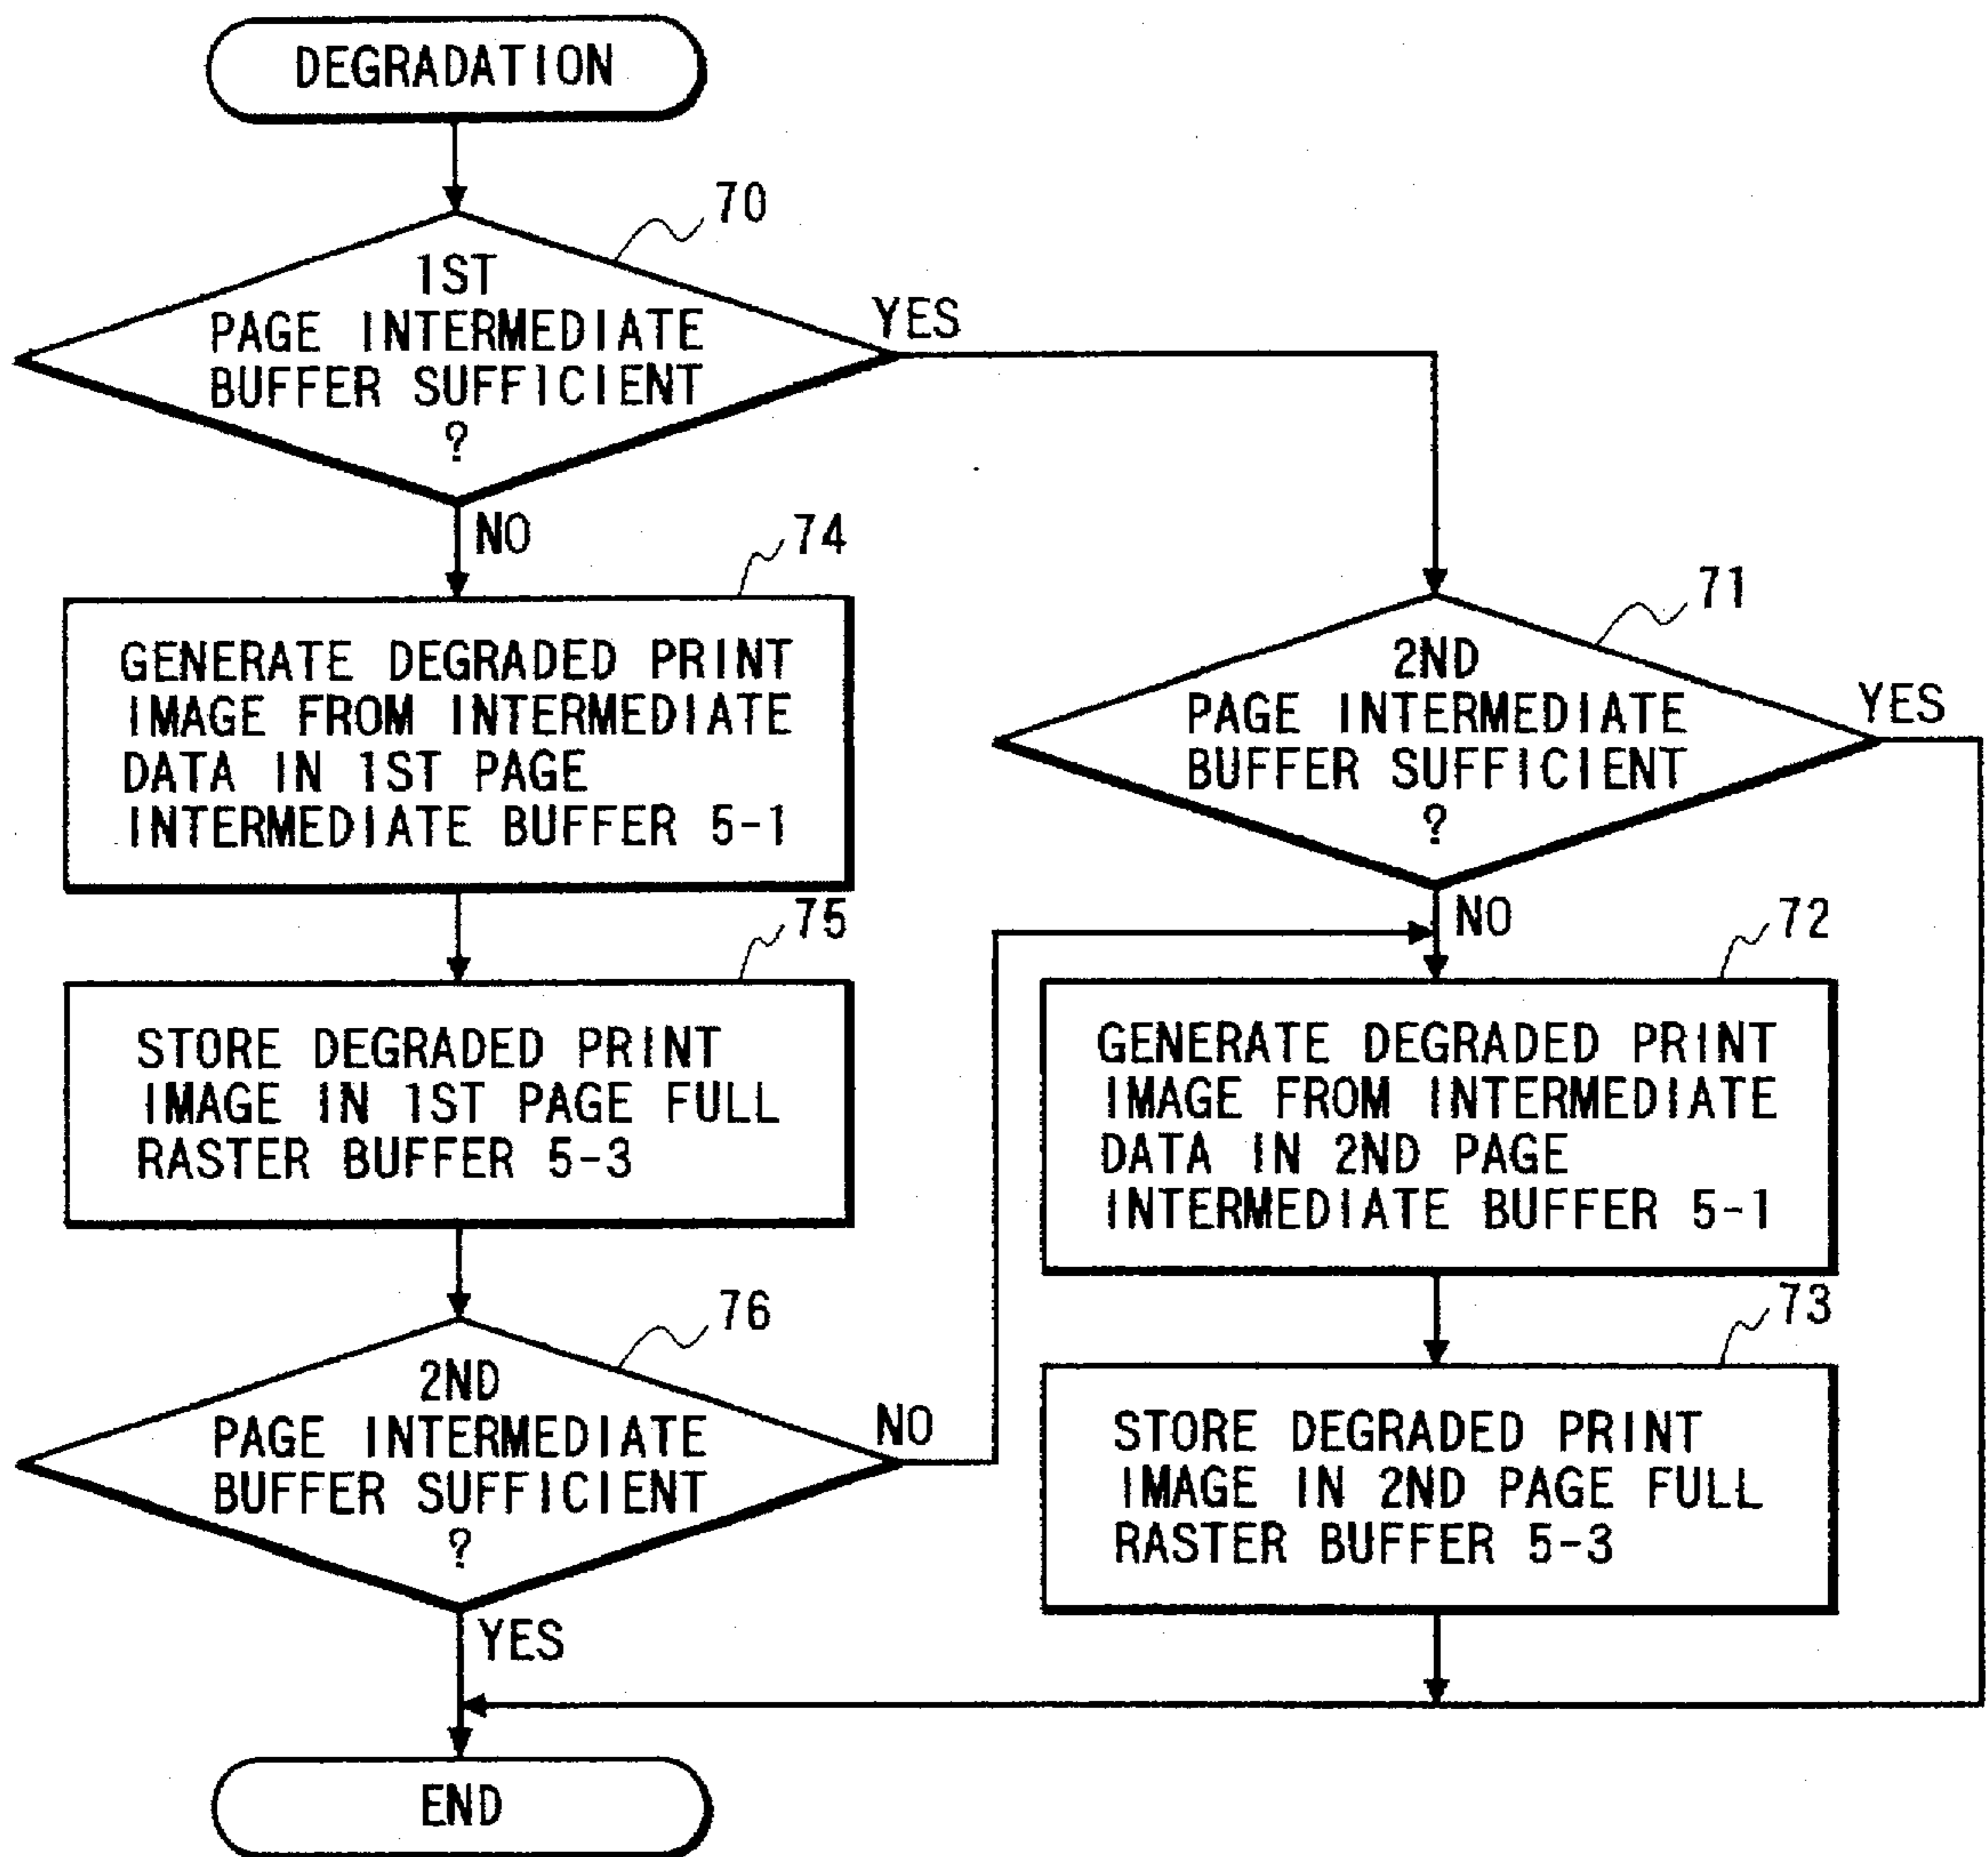 DEGRADATION
70
1ST
PAGE INTERMEDIATE
BUFFER SUFFICIENT
?
YES
NO
74
GENERATE DEGRADED PRINT
IMAGE FROM INTERMEDIATE
DATA IN 1ST PAGE
INTERMEDIATE BUFFER 5-1
75
STORE DEGRADED PRINT
IMAGE IN 1ST PAGE FULL
RASTER BUFFER 5-3
76
2ND
PAGE INTERMEDIATE
BUFFER SUFFICIENT
?
NO
YES
71
2ND
PAGE INTERMEDIATE
BUFFER SUFFICIENT
?
YES
NO
72
GENERATE DEGRADED PRINT
IMAGE FROM INTERMEDIATE
DATA IN 2ND PAGE
INTERMEDIATE BUFFER 5-1
73
STORE DEGRADED PRINT
IMAGE IN 2ND PAGE FULL
RASTER BUFFER 5-3
END